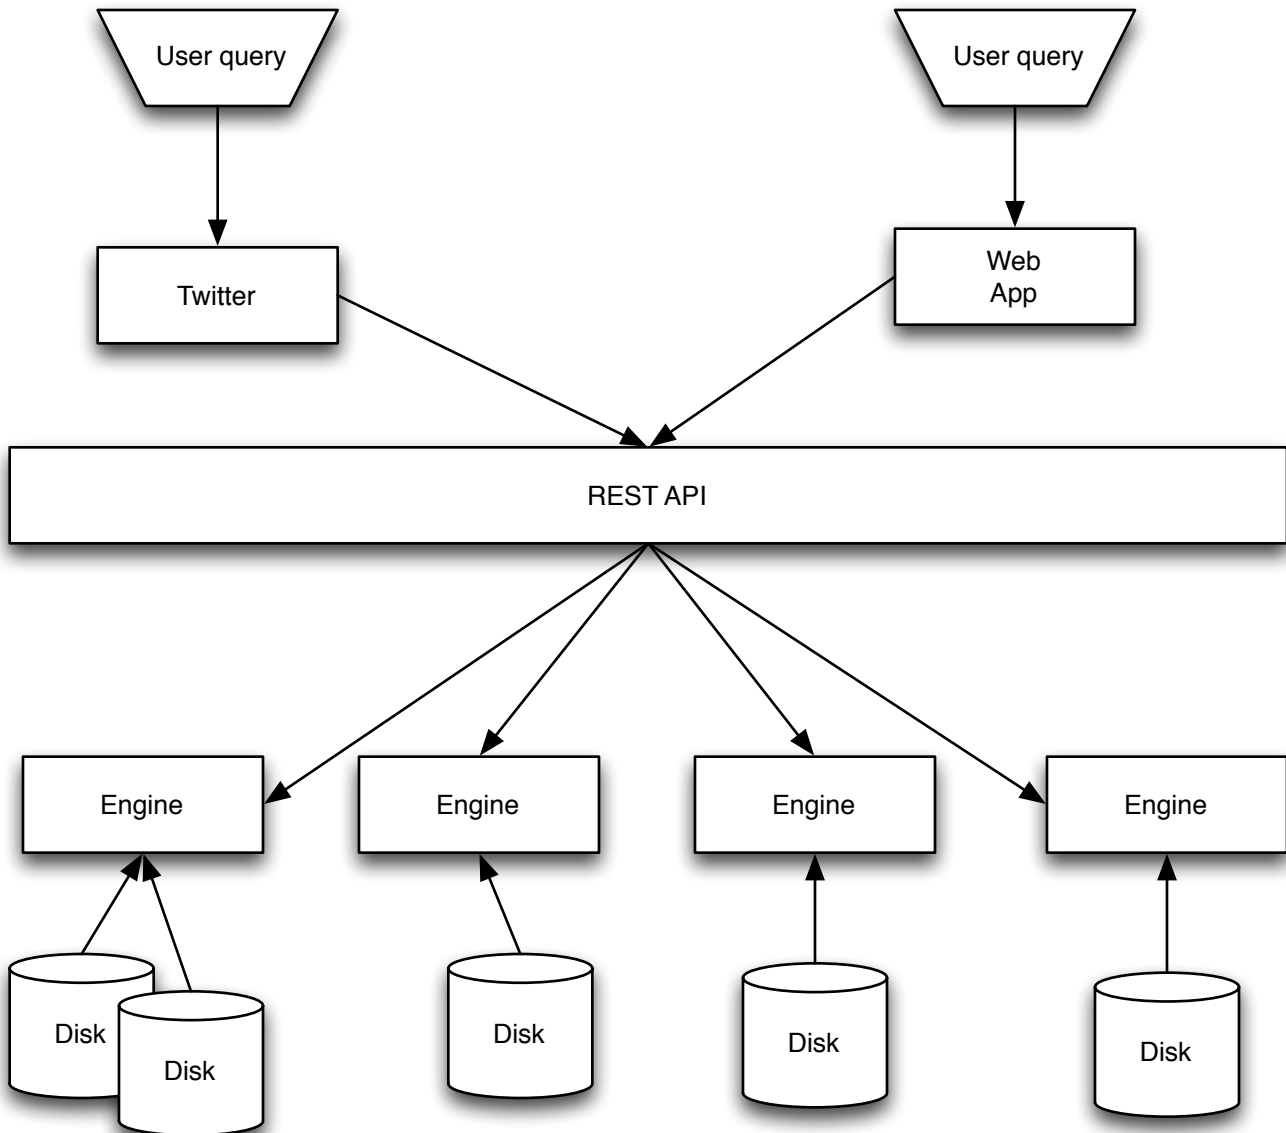 User query
User query
Twitter
Web
App
REST API
Engine
Engine
Engine
Engine
Disk
Disk
Disk
Disk
Disk